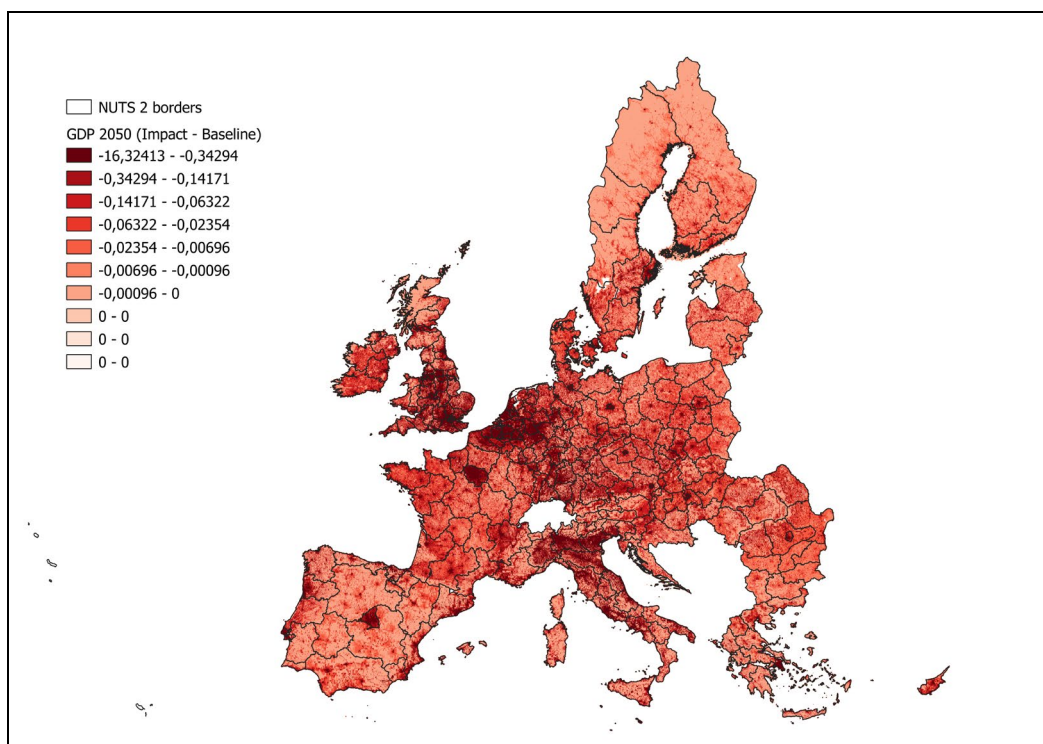 NUTS 2 borders
GDP 2050 (Impact - Baseline)
-16,32413 - -0,34294
-0,34294 - -0,14171
-0,14171 - -0,06322
-0,06322 - -0,02354
-0,02354 - -0,00696
-0,00696 - -0,00096
-0,00096 - 0
0 - 0
0 - 0
0 - 0